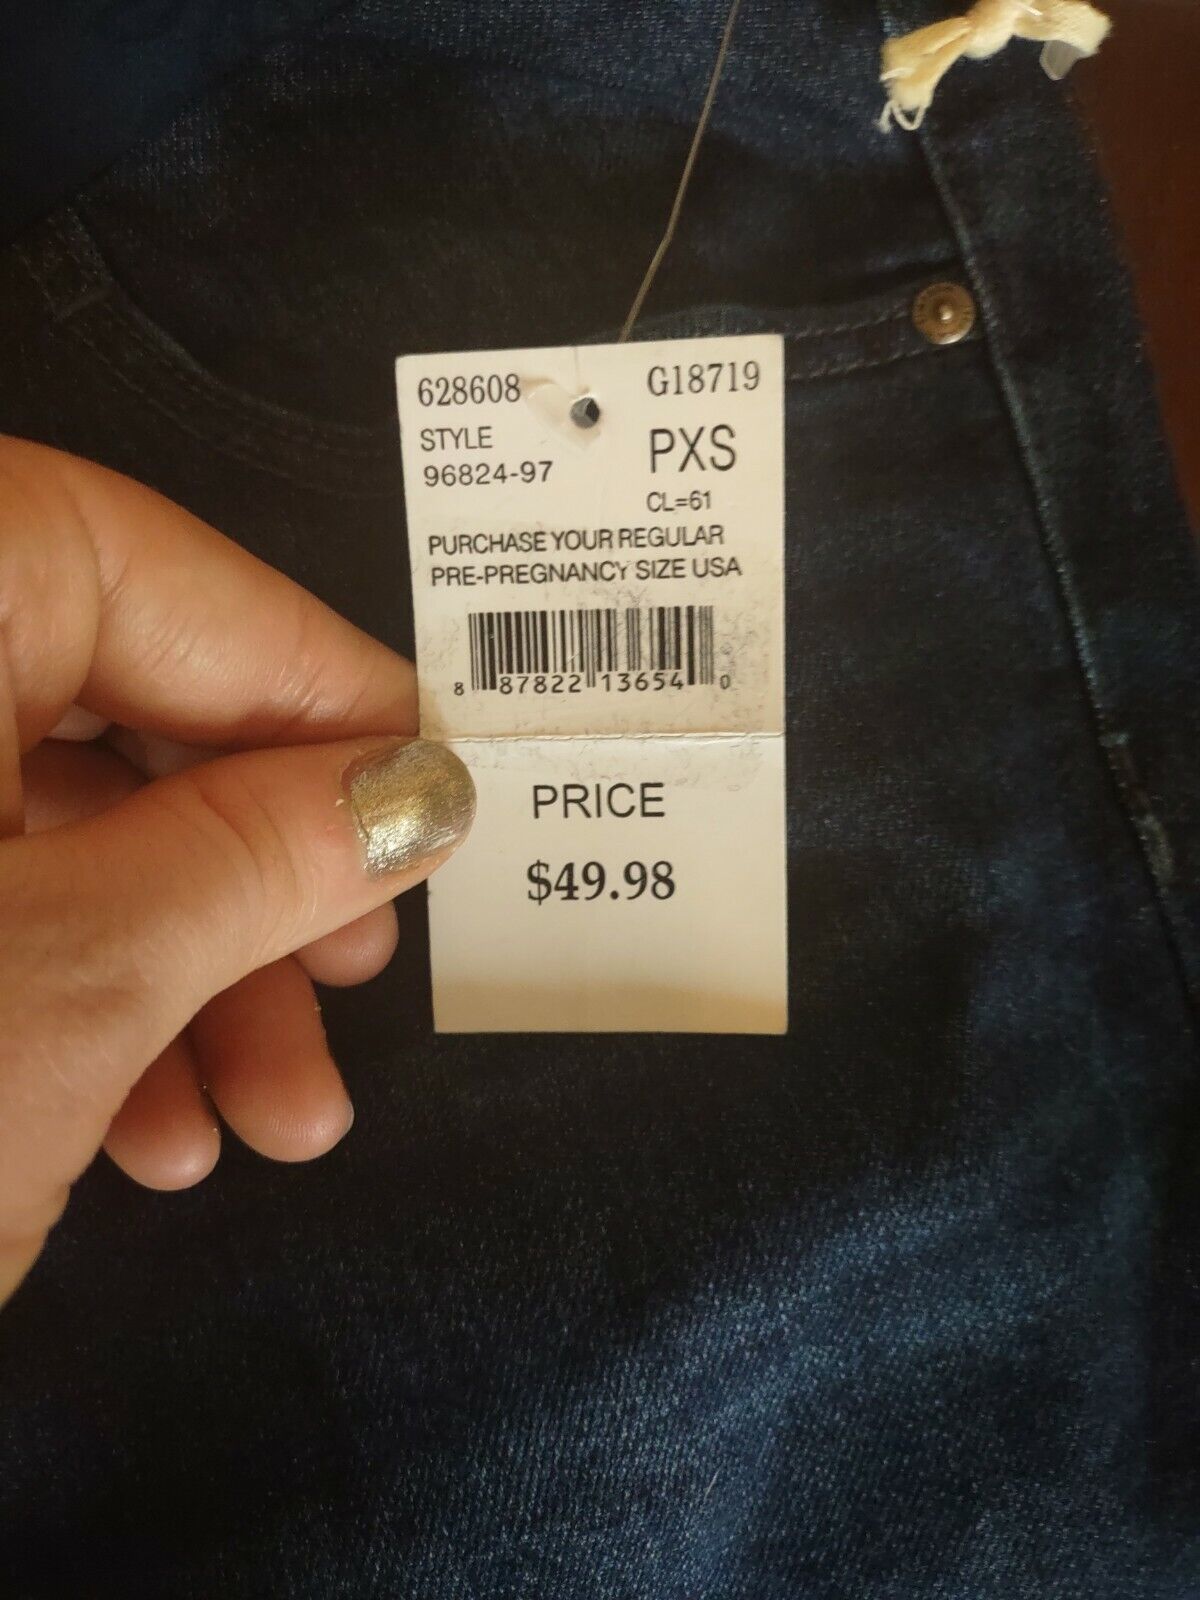 628608 G18719
STYLE PXS
96824-97
CL=61
PURCHASE YOUR REGULAR
PRE-PREGNANCY SIZE USA
8 87822 13654 0
PRICE
$49.98